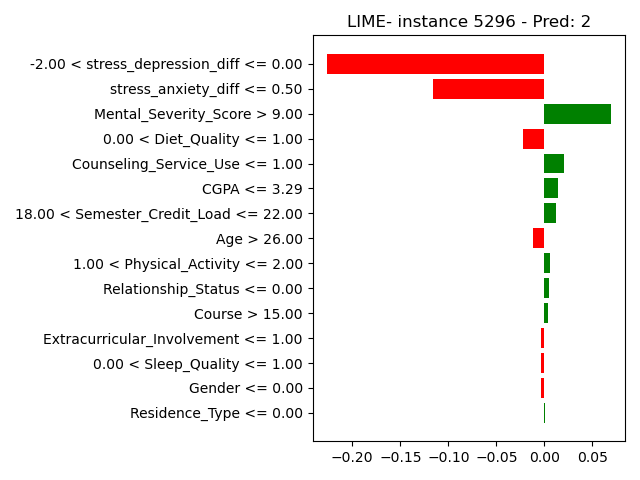 LIME- instance 5296 - Pred: 2
-2.00 < stress_depression_diff <= 0.00
stress_anxiety_diff <= 0.50
Mental_Severity_Score > 9.00
0.00 < Diet_Quality <= 1.00
Counseling_Service_Use <= 1.00
CGPA <= 3.29
18.00 < Semester_Credit_Load <= 22.00
Age > 26.00
1.00 < Physical_Activity <= 2.00
Relationship_Status <= 0.00
Course > 15.00
Extracurricular_Involvement <= 1.00
0.00 < Sleep_Quality <= 1.00
Gender <= 0.00
Residence_Type <= 0.00
−0.20 −0.15 −0.10 −0.05 0.00 0.05